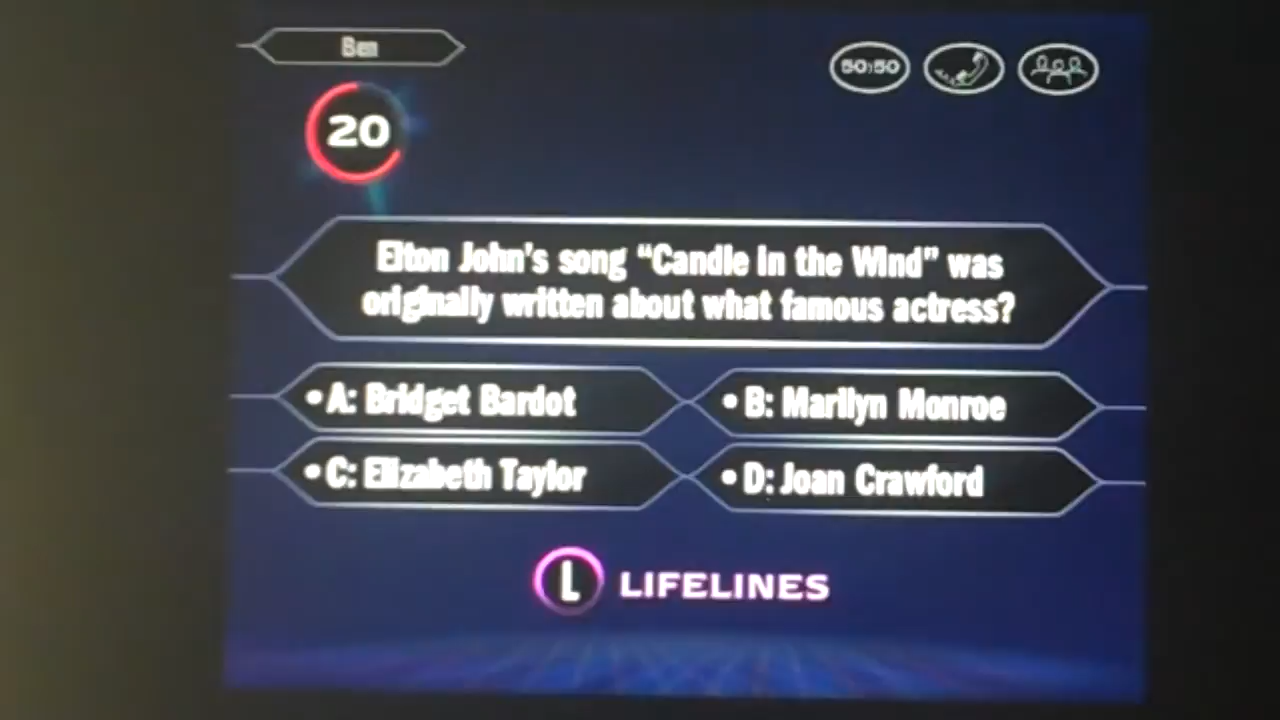 Ben
50:50
20
Elton John's song “Candle in the Wind” was
originally written about what famous actress?
• A: Bridget Bardot
• B: Marilyn Monroe
• C: Elizabeth Taylor
• D: Joan Crawford
L LIFELINES